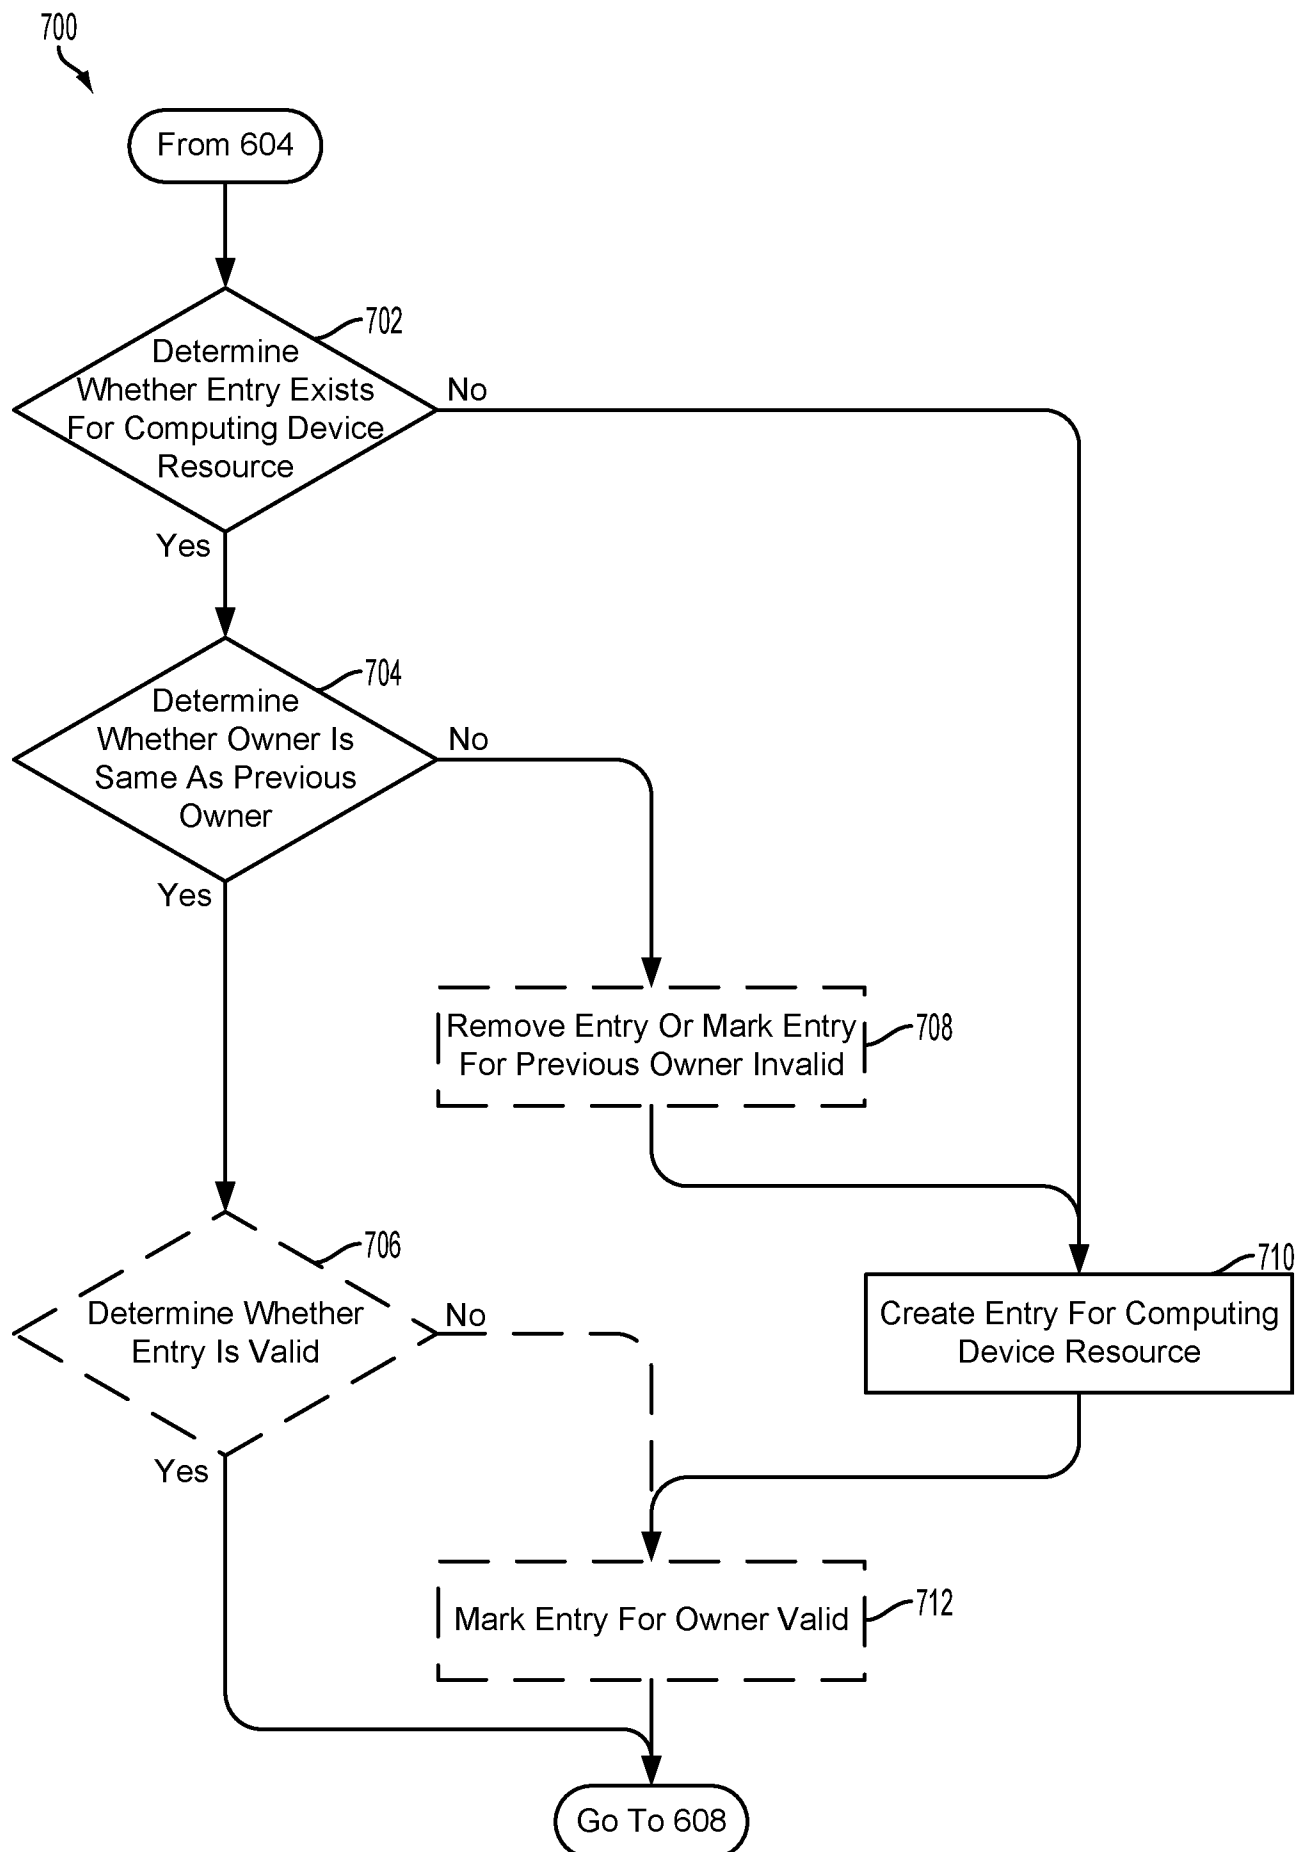 700
From 604
702
Determine
Whether Entry Exists
For Computing Device
Resource
No
Yes
704
Determine
Whether Owner Is
Same As Previous
Owner
No
Yes
Remove Entry Or Mark Entry
For Previous Owner Invalid
708
706
Determine Whether
Entry Is Valid
No
Yes
710
Create Entry For Computing
Device Resource
Mark Entry For Owner Valid
712
Go To 608